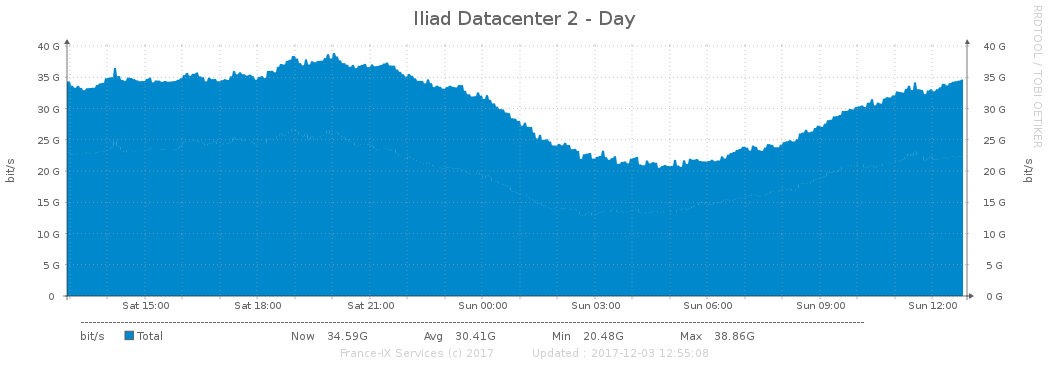 Iliad Datacenter 2 - Day
RRDTOOL / TOBI OETIKER
40 G 40 G
35 G 35 G
30 G 30 G
25 G 25 G
20 G 20 G
15 G 15 G
10 G 10 G
5 G 5 G
0 0 G
bit/s bit/s
Sat 15:00 Sat 18:00 Sat 21:00 Sun 00:00 Sun 03:00 Sun 06:00 Sun 09:00 Sun 12:00
bit/s Total Now 34.59G Avg 30.41G Min 20.48G Max 38.86G
France-IX Services (c) 2017 Updated : 2017-12-03 12:55:08